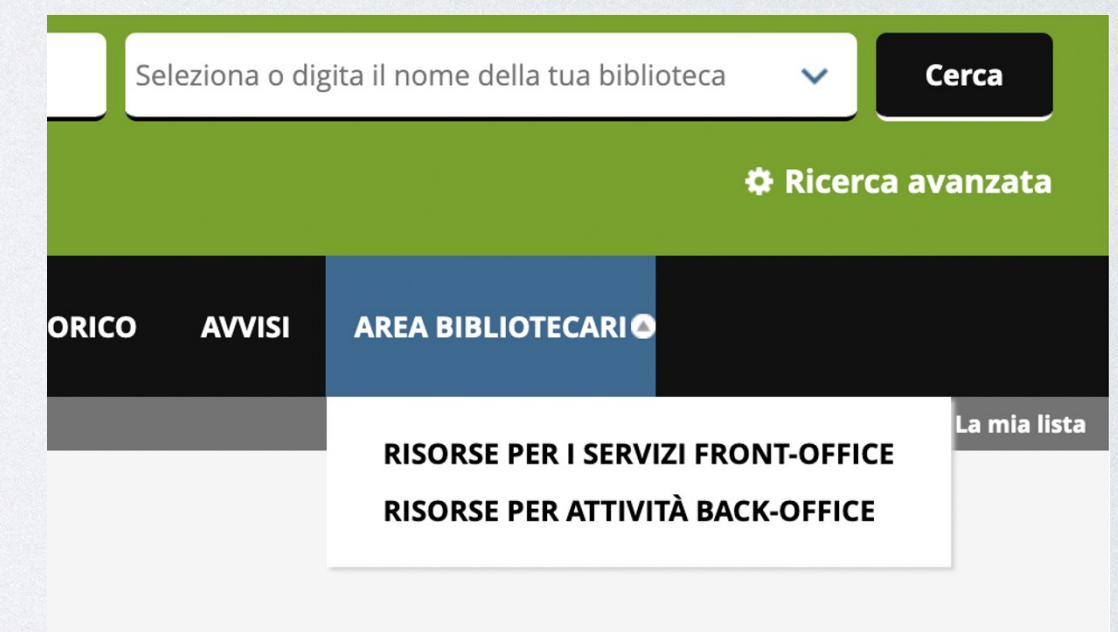 Seleziona o digita il nome della tua biblioteca
Cerca
Ricerca avanzata
ORICO AVVISI AREA BIBLIOTECARI
La mia lista
RISORSE PER I SERVIZI FRONT-OFFICE
RISORSE PER ATTIVITÀ BACK-OFFICE